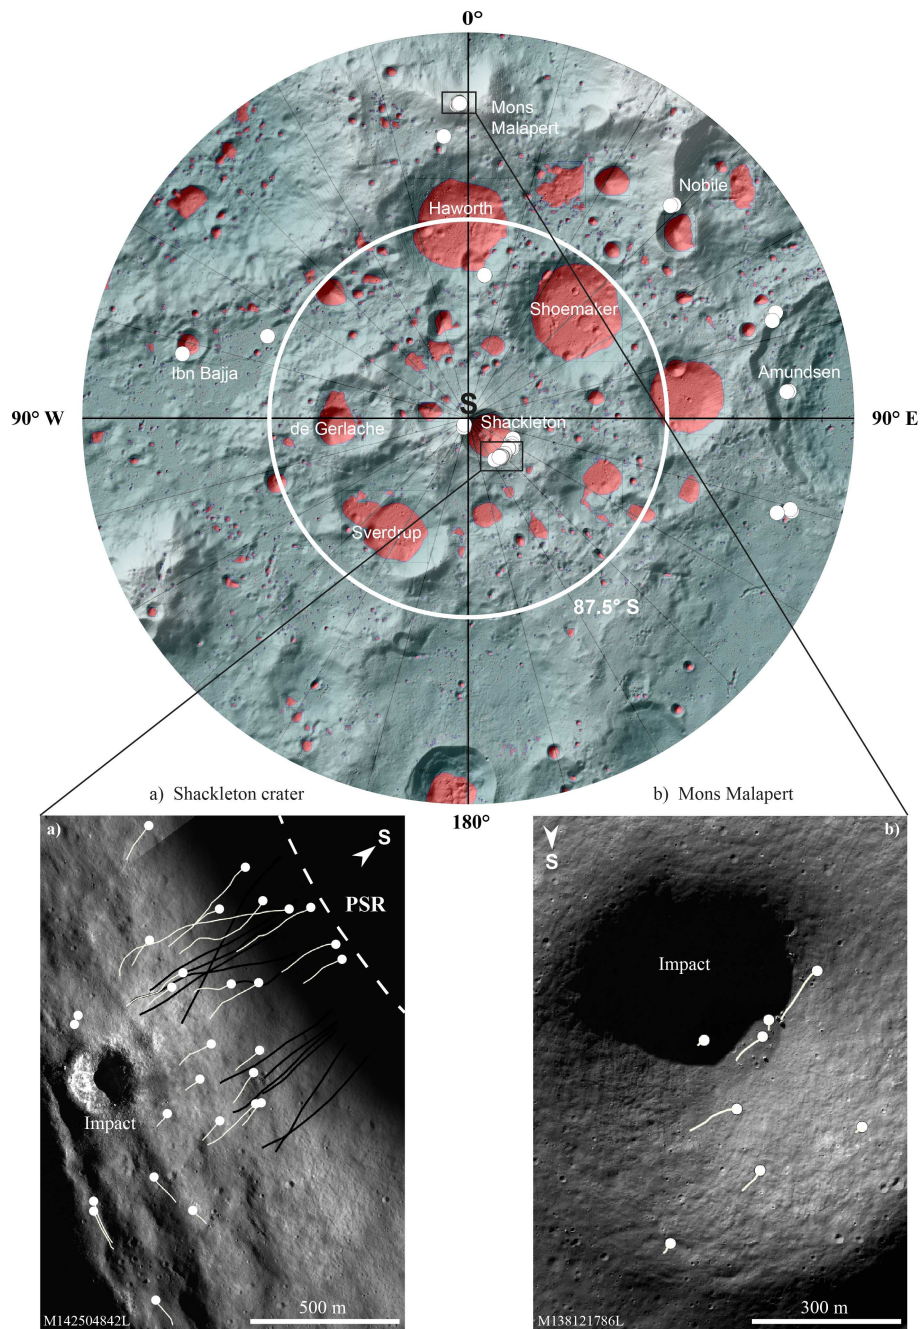 0°
Mons
Malapert
Nobile
Haworth
Shoemaker
Ibn Bajja
Amundsen
90° W
S
Shackleton
90° E
de Gerlache
Sverdrup
87.5° S
a) Shackleton crater
b) Mons Malapert
180°
a)
S
PSR
Impact
500 m
M142504842L
b)
S
Impact
300 m
M138121786L